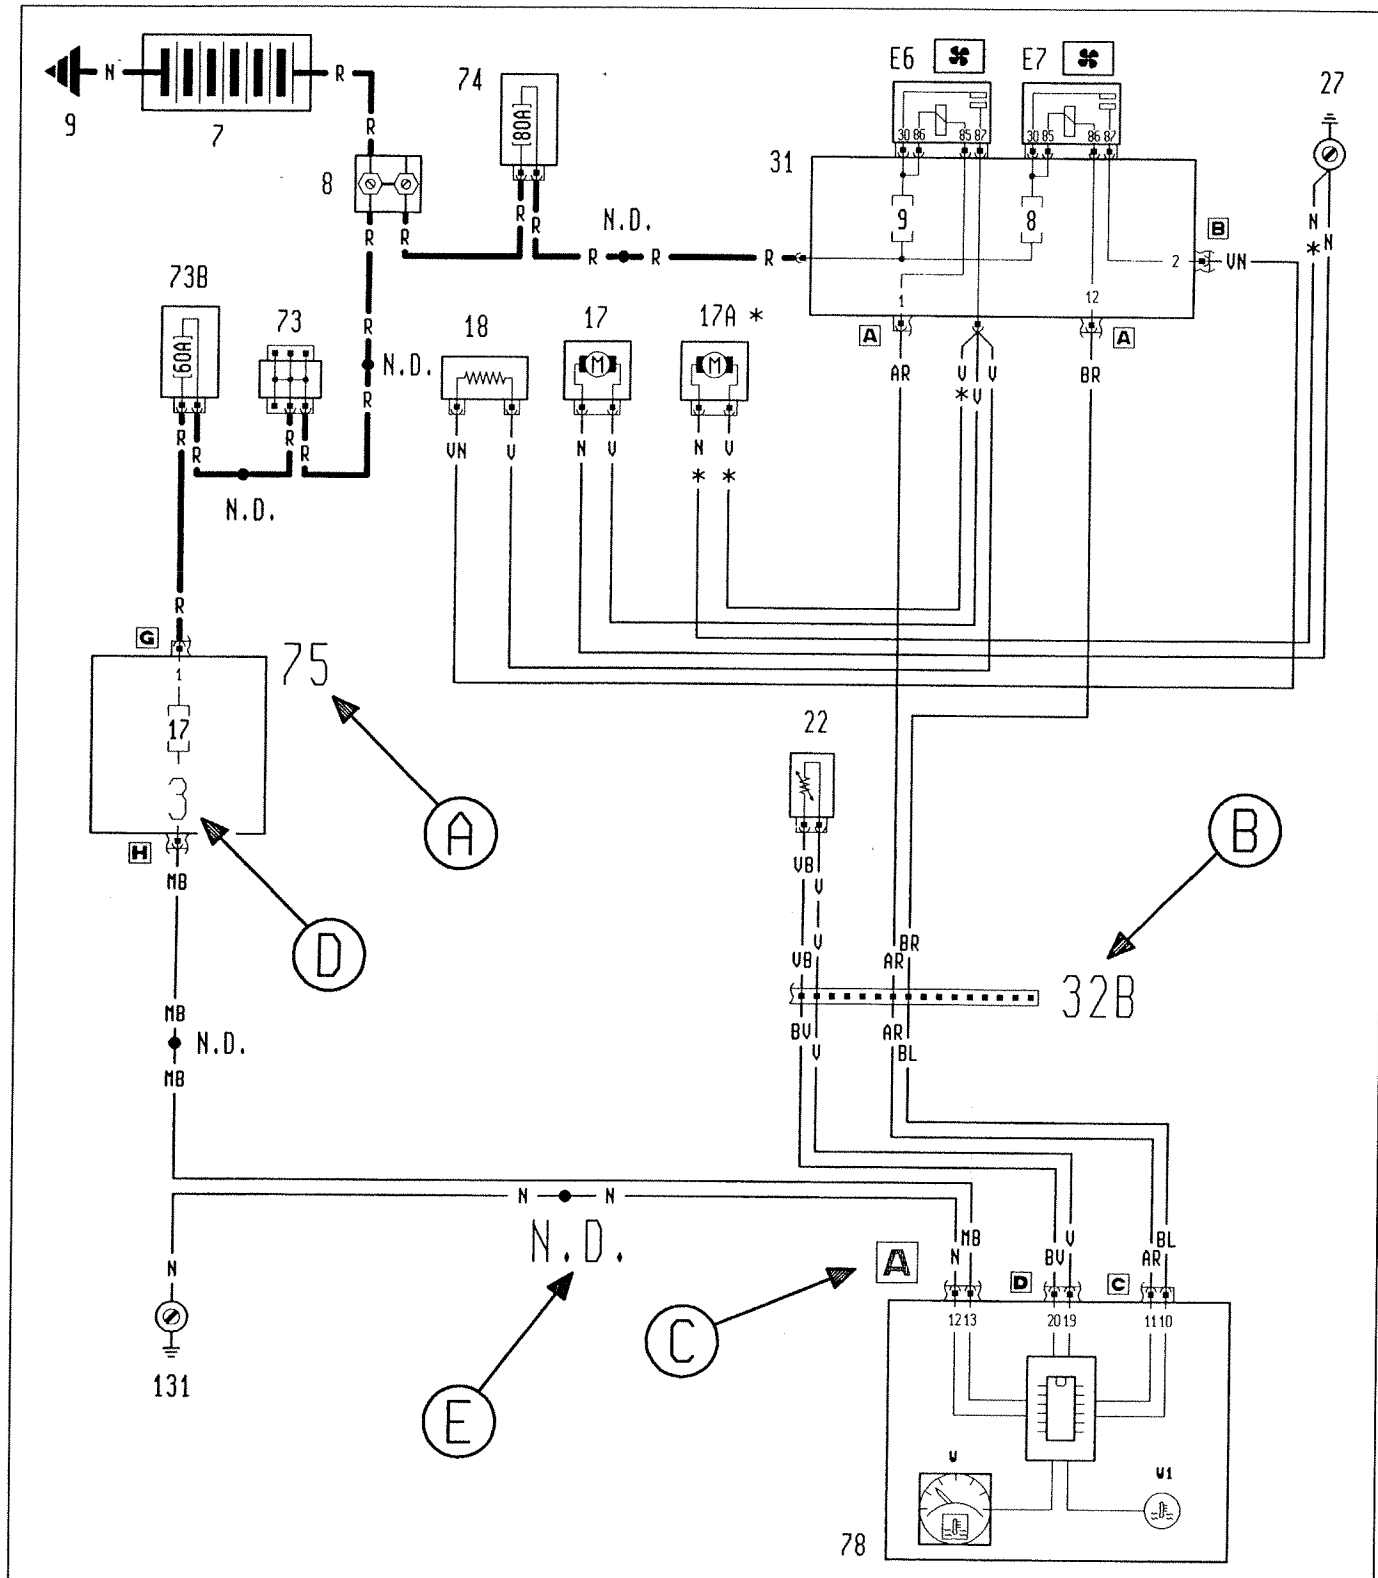 E6 E7
74 27
N R
9 7 R
80A
30 86 85 87 30 85 86 87
31
8
R R R R
N.D.
9 8
B
N * N
R R R
2 VN
73B
73
18 17 17A *
1 12
A A
60A
R
N.D.
M M
AR V * V V BR
R
R R R R
VN V N V N * V *
N.D.
R
G
75
1
17
22
3
A
B
H
D
MB
VB V
VB V AR BR
32B
MB
N.D.
BV V AR BL
MB
N N
N.D.
N MB BV V AR BL
A D C
N
12 13 20 19 11 10
C
131
E
W W1
78